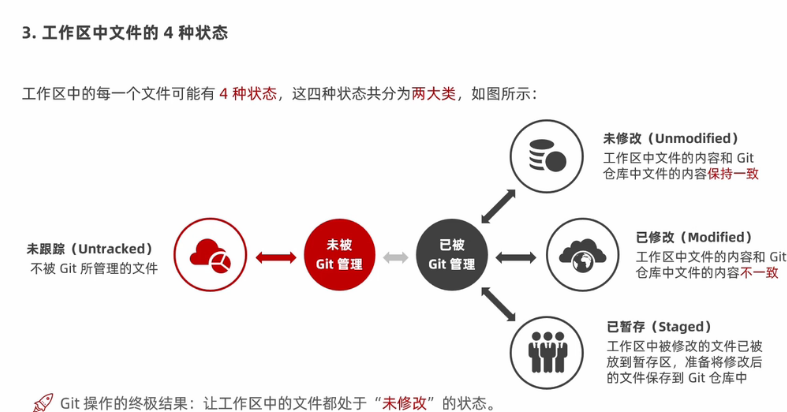 3. 工作区中文件的 4 种状态
工作区中的每一个文件可能有 4 种状态，这四种状态共分为两大类，如图所示：
未修改（Unmodified）
工作区中文件的内容和 Git
仓库中文件的内容保持一致
未跟踪（Untracked）
不被 Git 所管理的文件
未被
Git 管理
已被
Git 管理
已修改（Modified）
工作区中文件的内容和 Git
仓库中文件的内容不一致
已暂存（Staged）
工作区中被修改的文件已被
放到暂存区，准备将修改后
的文件保存到 Git 仓库中
Git 操作的终极结果：让工作区中的文件都处于“未修改”的状态。